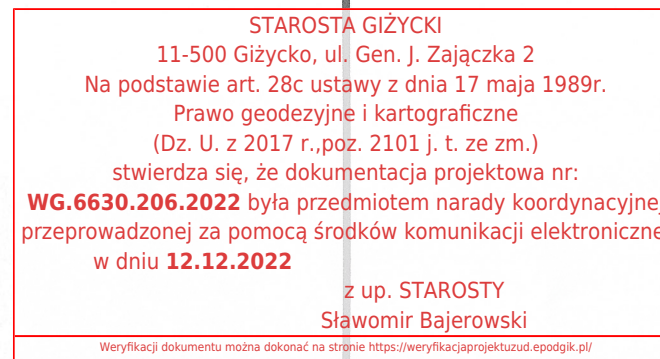 STAROSTA GIŻYCKI
11-500 Giżycko, ul. Gen. J. Zajączka 2
Na podstawie art. 28c ustawy z dnia 17 maja 1989r.
Prawo geodezyjne i kartograficzne
(Dz. U. z 2017 r.,poz. 2101 j. t. ze zm.)
stwierdza się, że dokumentacja projektowa nr:
WG.6630.206.2022 była przedmiotem narady koordynacyjnej
przeprowadzonej za pomocą środków komunikacji elektroniczne
w dniu 12.12.2022
z up. STAROSTY
Sławomir Bajerowski
Weryfikacji dokumentu można dokonać na stronie https://weryfikacjaprojektuzud.epodgik.pl/